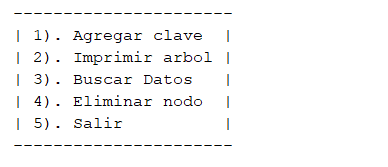 ----------------------
| 1). Agregar clave  |
| 2). Imprimir arbol |
| 3). Buscar Datos   |
| 4). Eliminar nodo  |
| 5). Salir          |
----------------------